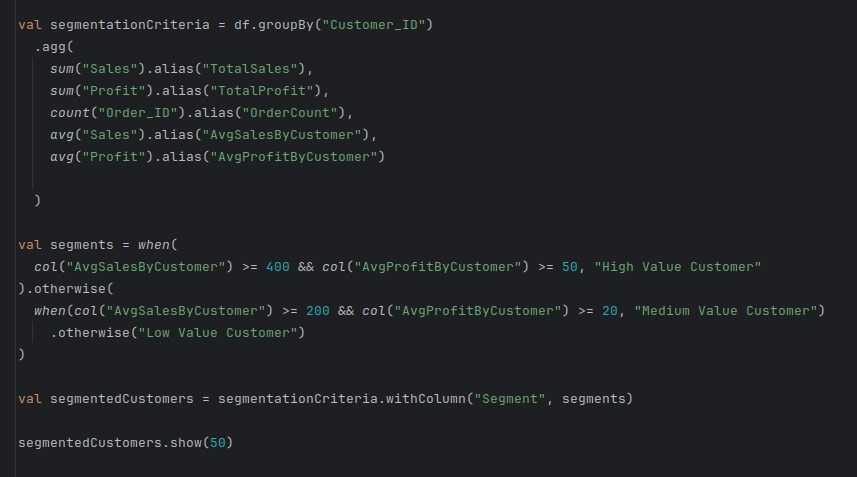 val segmentationCriteria = df.groupBy("Customer_ID")
  .agg(
    sum("Sales").alias("TotalSales"),
    sum("Profit").alias("TotalProfit"),
    count("Order_ID").alias("OrderCount"),
    avg("Sales").alias("AvgSalesByCustomer"),
    avg("Profit").alias("AvgProfitByCustomer")
  )
val segments = when(
  col("AvgSalesByCustomer") >= 400 && col("AvgProfitByCustomer") >= 50, "High Value Customer"
).otherwise(
  when(col("AvgSalesByCustomer") >= 200 && col("AvgProfitByCustomer") >= 20, "Medium Value Customer")
    .otherwise("Low Value Customer")
)
val segmentedCustomers = segmentationCriteria.withColumn("Segment", segments)
segmentedCustomers.show(50)